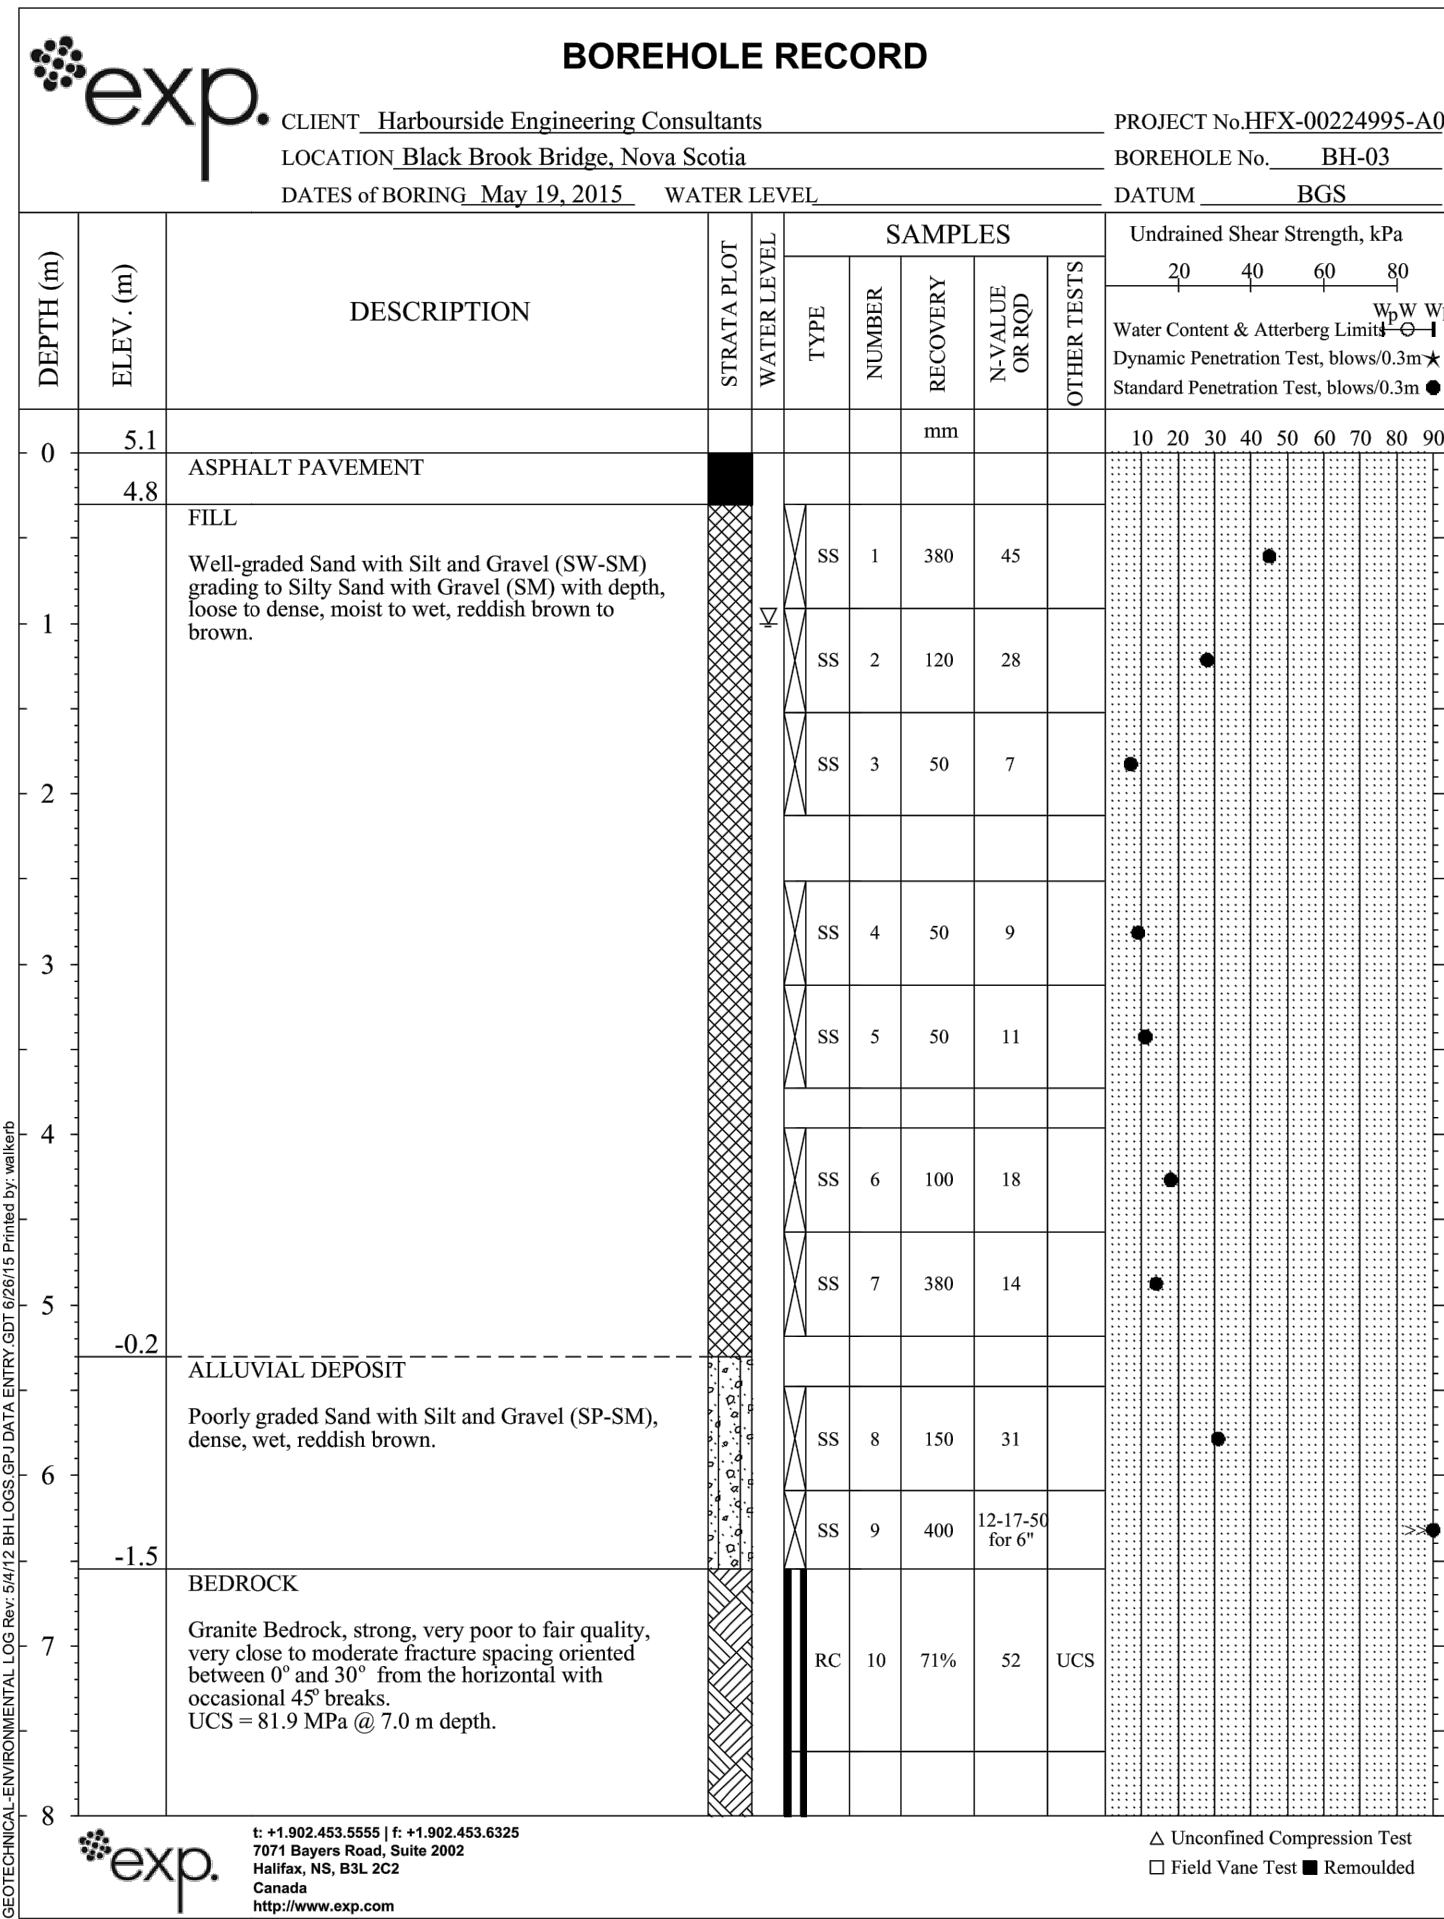 BOREHOLE RECORD
exp.
CLIENT Harbourside Engineering Consultants PROJECT No. HFX-00224995-A0
LOCATION Black Brook Bridge, Nova Scotia BOREHOLE No. BH-03
DATES of BORING May 19, 2015 WATER LEVEL DATUM BGS
DEPTH (m)
ELEV. (m)
DESCRIPTION
STRATA PLOT
WATER LEVEL
SAMPLES
TYPE
NUMBER
RECOVERY
N-VALUE
OR RQD
OTHER TESTS
Undrained Shear Strength, kPa
20 40 60 80
Wp W
Water Content & Atterberg Limits
Dynamic Penetration Test, blows/0.3m ★
Standard Penetration Test, blows/0.3m ●
mm
10 20 30 40 50 60 70 80 90
5.1
0
ASPHALT PAVEMENT
4.8
FILL
Well-graded Sand with Silt and Gravel (SW-SM)
grading to Silty Sand with Gravel (SM) with depth,
loose to dense, moist to wet, reddish brown to
brown.
SS 1 380 45
1
SS 2 120 28
SS 3 50 7
2
SS 4 50 9
3
SS 5 50 11
4
SS 6 100 18
SS 7 380 14
5
-0.2
ALLUVIAL DEPOSIT
Poorly graded Sand with Silt and Gravel (SP-SM),
dense, wet, reddish brown.
SS 8 150 31
6
SS 9 400 12-17-50
for 6"
>>
-1.5
BEDROCK
Granite Bedrock, strong, very poor to fair quality,
very close to moderate fracture spacing oriented
between 0° and 30° from the horizontal with
occasional 45° breaks.
UCS = 81.9 MPa @ 7.0 m depth.
7
RC 10 71% 52 UCS
8
GEOTECHNICAL-ENVIRONMENTAL LOG Rev: 5/4/12 BH LOGS.GPJ DATA ENTRY.GDT 6/26/15 Printed by: walkerb
exp.
t: +1.902.453.5555 | f: +1.902.453.6325
7071 Bayers Road, Suite 2002
Halifax, NS, B3L 2C2
Canada
http://www.exp.com
△ Unconfined Compression Test
□ Field Vane Test ■ Remoulded